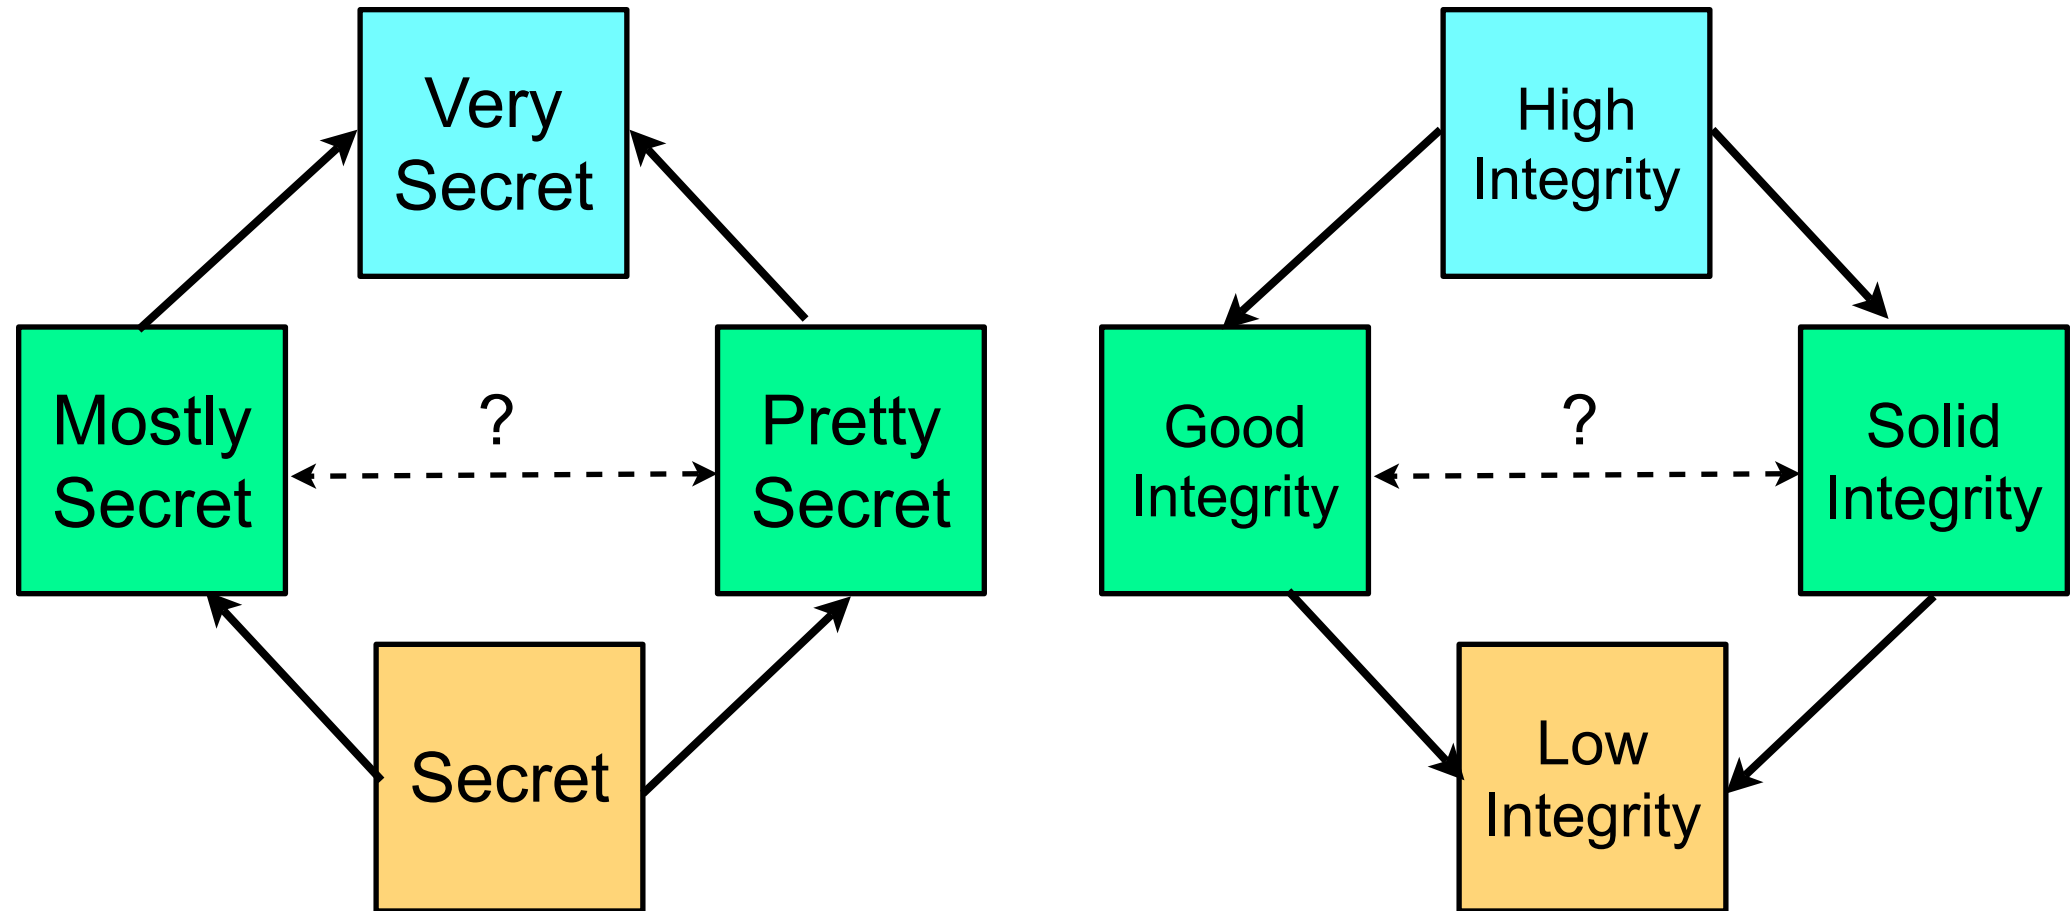 Very
Secret
Mostly
Secret
?
Pretty
Secret
Secret
High
Integrity
Good
Integrity
?
Solid
Integrity
Low
Integrity